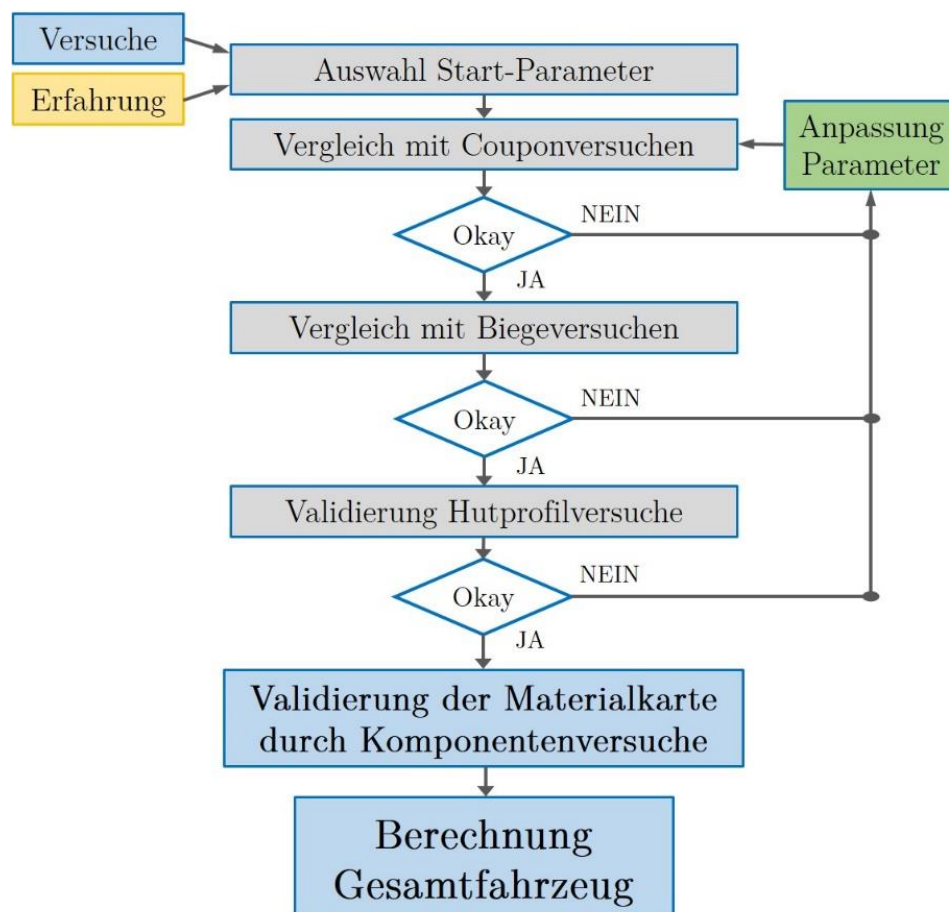 Versuche
Erfahrung
Auswahl Start-Parameter
Vergleich mit Couponversuchen
Anpassung
Parameter
Okay
NEIN
JA
Vergleich mit Biegeversuchen
Okay
NEIN
JA
Validierung Hutprofilversuche
Okay
NEIN
JA
Validierung der Materialkarte
durch Komponentenversuche
Berechnung
Gesamtfahrzeug